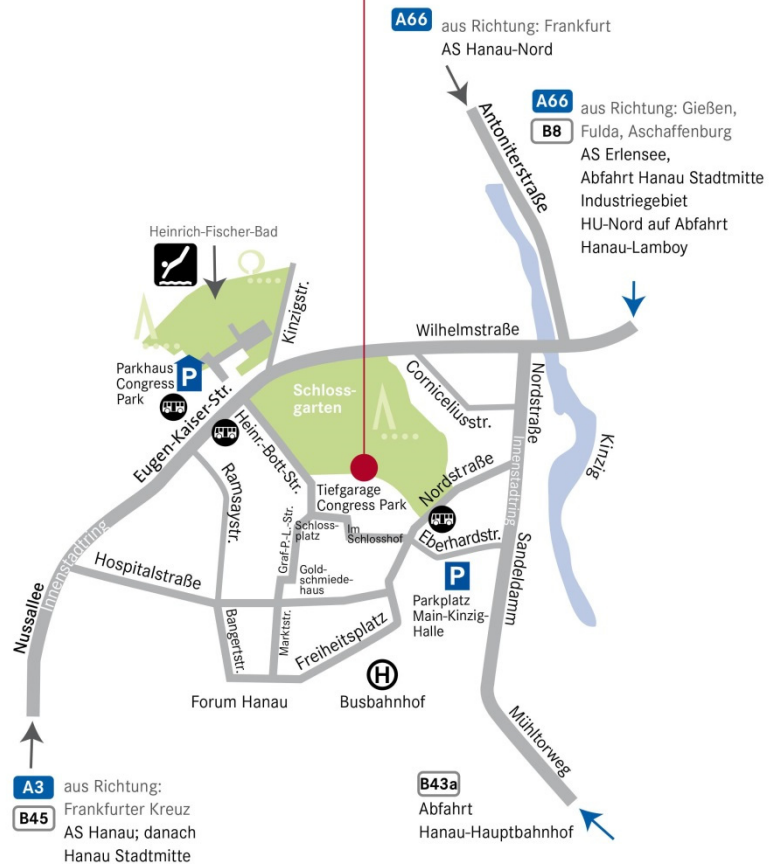 A66 aus Richtung: Frankfurt
AS Hanau-Nord
A66 aus Richtung: Gießen,
B8 Fulda, Aschaffenburg
AS Erlensee,
Abfahrt Hanau Stadtmitte
Industriegebiet
HU-Nord auf Abfahrt
Hanau-Lamboy
Antoniterstraße
Heinrich-Fischer-Bad
Kinzigstr.
Wilhelmstraße
Parkhaus
Congress
Park
P
Eugen-Kaiser-Str.
Schloss-
garten
Corniceliusstr.
Nordstraße
Kinzig
Heinr.-Bott-Str.
Ramsaystr.
Tiefgarage
Congress Park
Nordstraße
Innenstadtring
Graf-P.-L.-Str.
Schloss-
platz
Im
Schlosshof
Eberhardstr.
Sandeldamm
Innenstadtring
Hospitalstraße
Gold-
schmiede-
haus
P
Parkplatz
Main-Kinzig-
Halle
Nussallee
Bangertstr.
Marktstr.
Freiheitsplatz
H
Forum Hanau
Busbahnhof
Mühltorweg
A3 aus Richtung:
Frankfurter Kreuz
B45
AS Hanau; danach
Hanau Stadtmitte
B43a
Abfahrt
Hanau-Hauptbahnhof